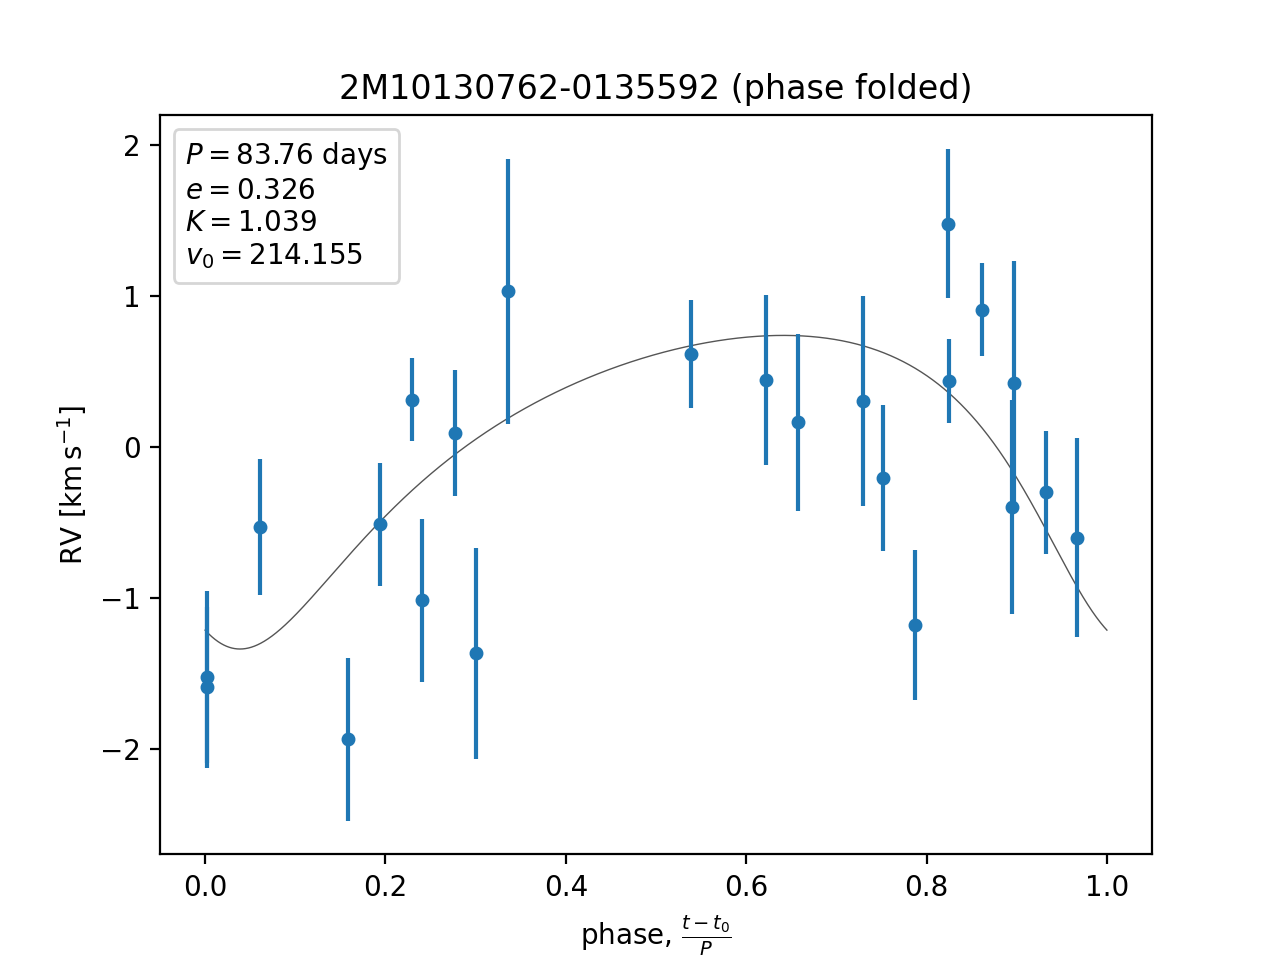 2M10130762-0135592 (phase folded)
P = 83.76 days
e = 0.326
K = 1.039
v₀ = 214.155
2
1
0
−1
−2
RV [km s⁻¹]
0.0 0.2 0.4 0.6 0.8 1.0
phase, (t − t₀)/P